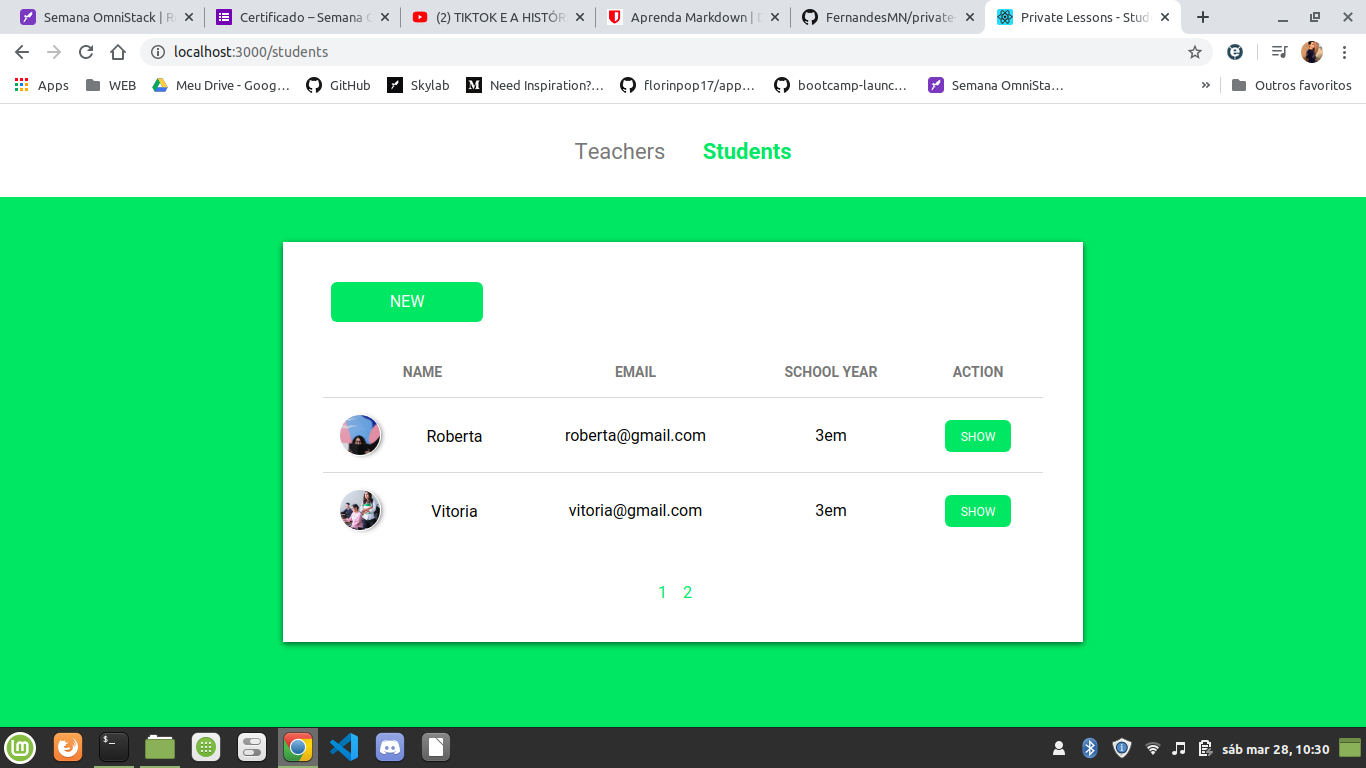 Semana OmniStack | R
Certificado – Semana O
(2) TIKTOK E A HISTÓR
Aprenda Markdown | D
FernandesMN/private-
Private Lessons - Stud
localhost:3000/students
Apps
WEB
Meu Drive - Goog…
GitHub
Skylab
Need Inspiration?…
florinpop17/app…
bootcamp-launc…
Semana OmniSta…
»
Outros favoritos
Teachers Students
NEW
NAME EMAIL SCHOOL YEAR ACTION
Roberta roberta@gmail.com 3em SHOW
Vitoria vitoria@gmail.com 3em SHOW
1 2
sáb mar 28, 10:30